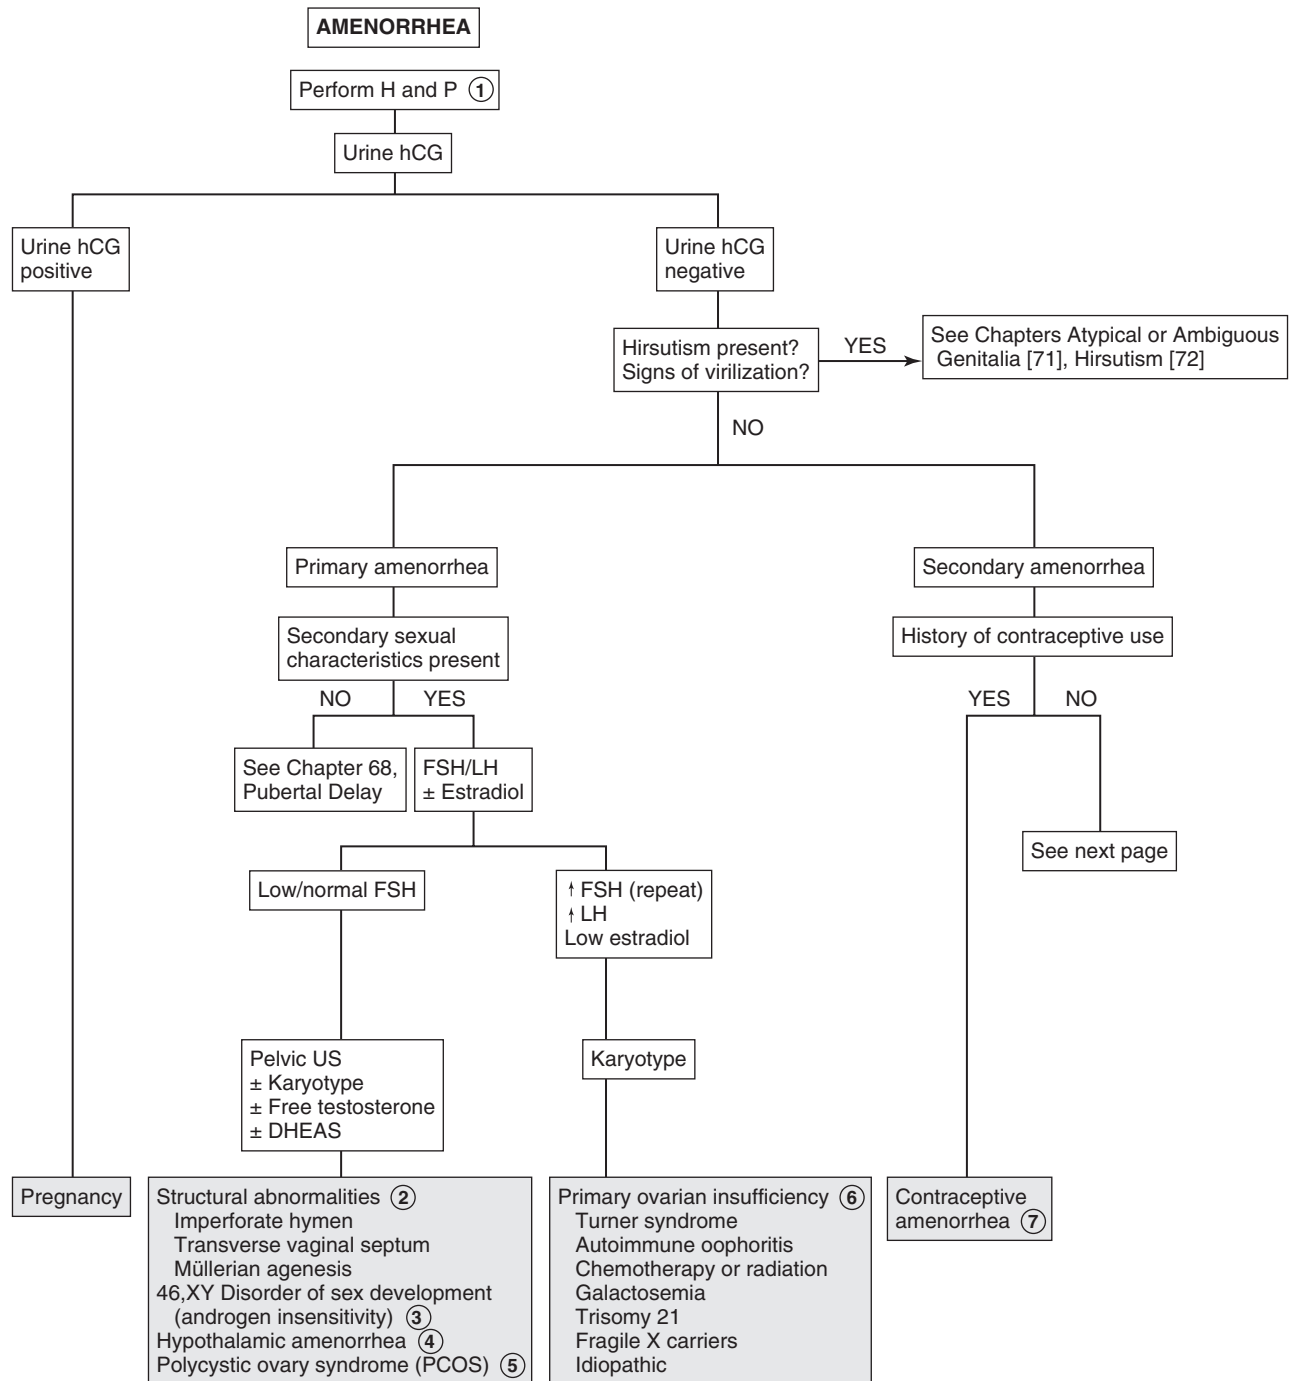 AMENORRHEA
Perform H and P ①
Urine hCG
Urine hCG
positive
Urine hCG
negative
Hirsutism present?
Signs of virilization?
YES
See Chapters Atypical or Ambiguous
Genitalia [71], Hirsutism [72]
NO
Primary amenorrhea
Secondary amenorrhea
Secondary sexual
characteristics present
History of contraceptive use
NO
YES
YES
NO
See Chapter 68,
Pubertal Delay
FSH/LH
± Estradiol
See next page
Low/normal FSH
↑ FSH (repeat)
↑ LH
Low estradiol
Pelvic US
± Karyotype
± Free testosterone
± DHEAS
Karyotype
Pregnancy
Structural abnormalities ②
Imperforate hymen
Transverse vaginal septum
Müllerian agenesis
46,XY Disorder of sex development
(androgen insensitivity) ③
Hypothalamic amenorrhea ④
Polycystic ovary syndrome (PCOS) ⑤
Primary ovarian insufficiency ⑥
Turner syndrome
Autoimmune oophoritis
Chemotherapy or radiation
Galactosemia
Trisomy 21
Fragile X carriers
Idiopathic
Contraceptive
amenorrhea ⑦